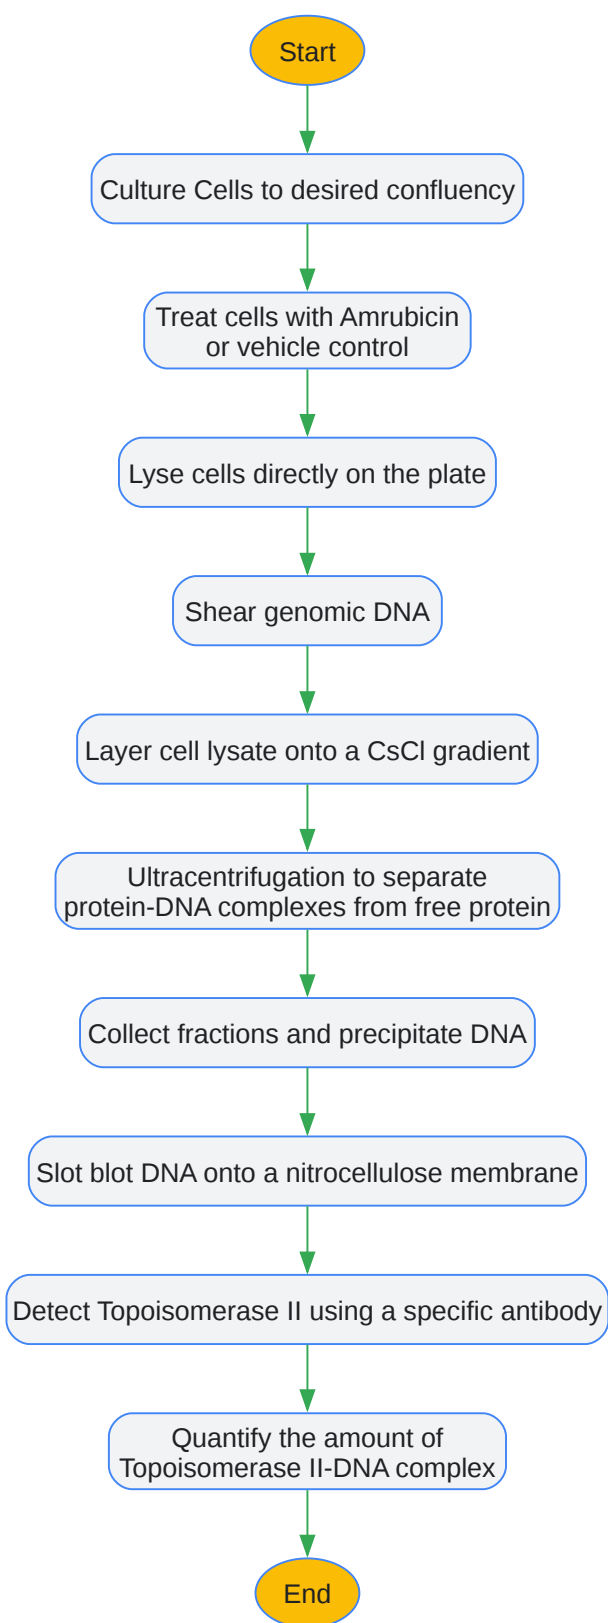 Start
Culture Cells to desired confluency
Treat cells with Amrubicin
or vehicle control
Lyse cells directly on the plate
Shear genomic DNA
Layer cell lysate onto a CsCl gradient
Ultracentrifugation to separate
protein-DNA complexes from free protein
Collect fractions and precipitate DNA
Slot blot DNA onto a nitrocellulose membrane
Detect Topoisomerase II using a specific antibody
Quantify the amount of
Topoisomerase II-DNA complex
End